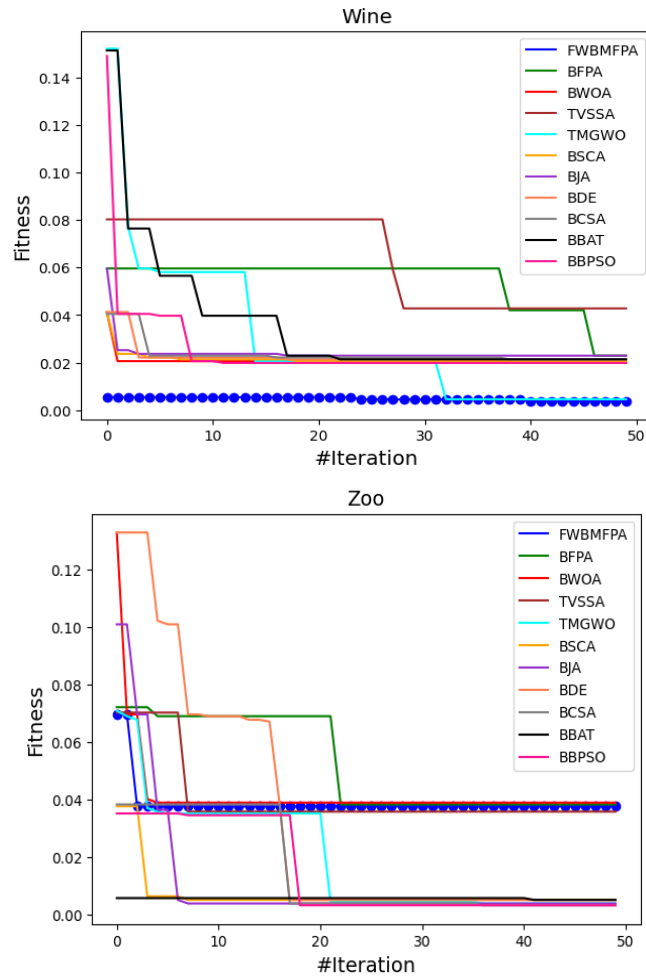 Wine
Fitness
0.14
0.12
0.10
0.08
0.06
0.04
0.02
0.00
FWBMFPA
BFPA
BWOA
TVSSA
TMGWO
BSCA
BJA
BDE
BCSA
BBAT
BBPSO
0 10 20 30 40 50
#Iteration
Zoo
Fitness
0.12
0.10
0.08
0.06
0.04
0.02
0.00
FWBMFPA
BFPA
BWOA
TVSSA
TMGWO
BSCA
BJA
BDE
BCSA
BBAT
BBPSO
0 10 20 30 40 50
#Iteration